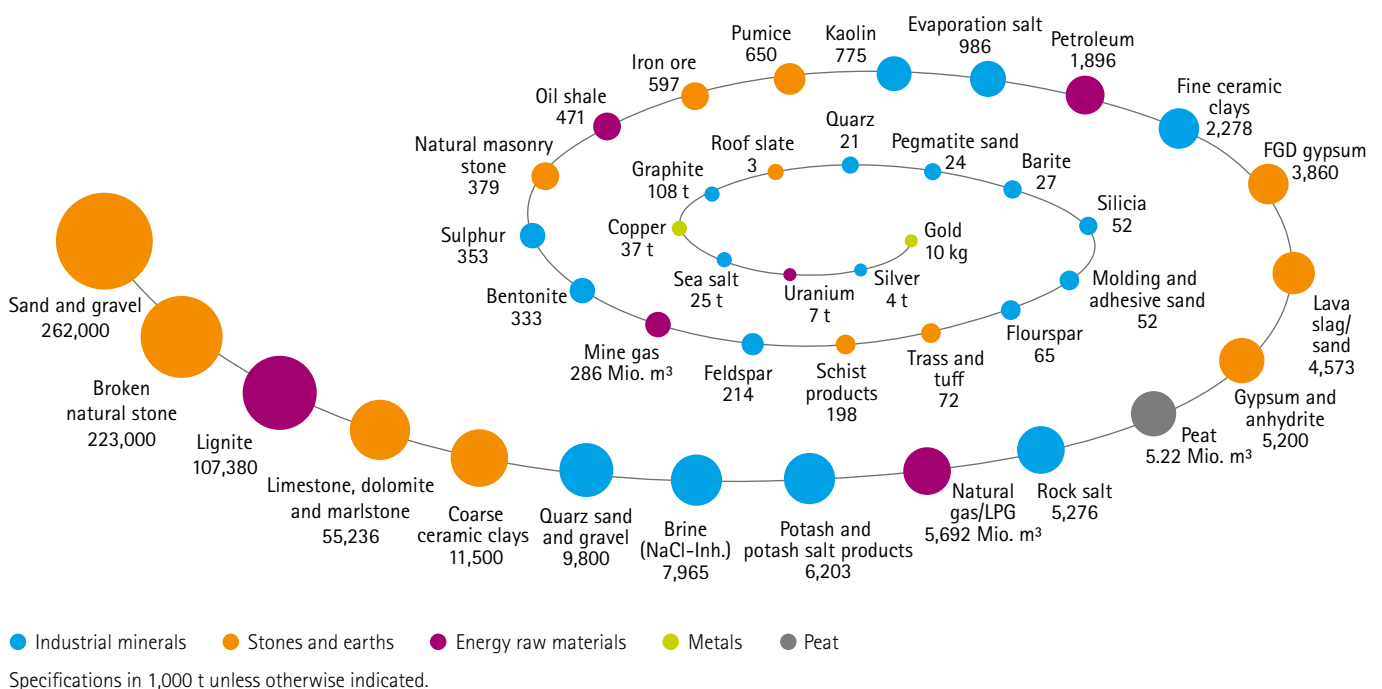 Sand and gravel
262,000
Broken
natural stone
223,000
Lignite
107,380
Limestone, dolomite
and marlstone
55,236
Coarse
ceramic clays
11,500
Quarz sand
and gravel
9,800
Brine
(NaCl-Inh.)
7,965
Potash and
potash salt products
6,203
Natural
gas/LPG
5,692 Mio. m³
Rock salt
5,276
Peat
5.22 Mio. m³
Gypsum and
anhydrite
5,200
Lava
slag/
sand
4,573
FGD gypsum
3,860
Fine ceramic
clays
2,278
Petroleum
1,896
Evaporation salt
986
Kaolin
775
Pumice
650
Iron ore
597
Oil shale
471
Natural masonry
stone
379
Sulphur
353
Bentonite
333
Mine gas
286 Mio. m³
Feldspar
214
Schist
products
198
Trass and
tuff
72
Flourspar
65
Molding and
adhesive sand
52
Silicia
52
Barite
27
Pegmatite sand
24
Quarz
21
Roof slate
3
Graphite
108 t
Copper
37 t
Sea salt
25 t
Uranium
7 t
Silver
4 t
Gold
10 kg
Industrial minerals
Stones and earths
Energy raw materials
Metals
Peat
Specifications in 1,000 t unless otherwise indicated.